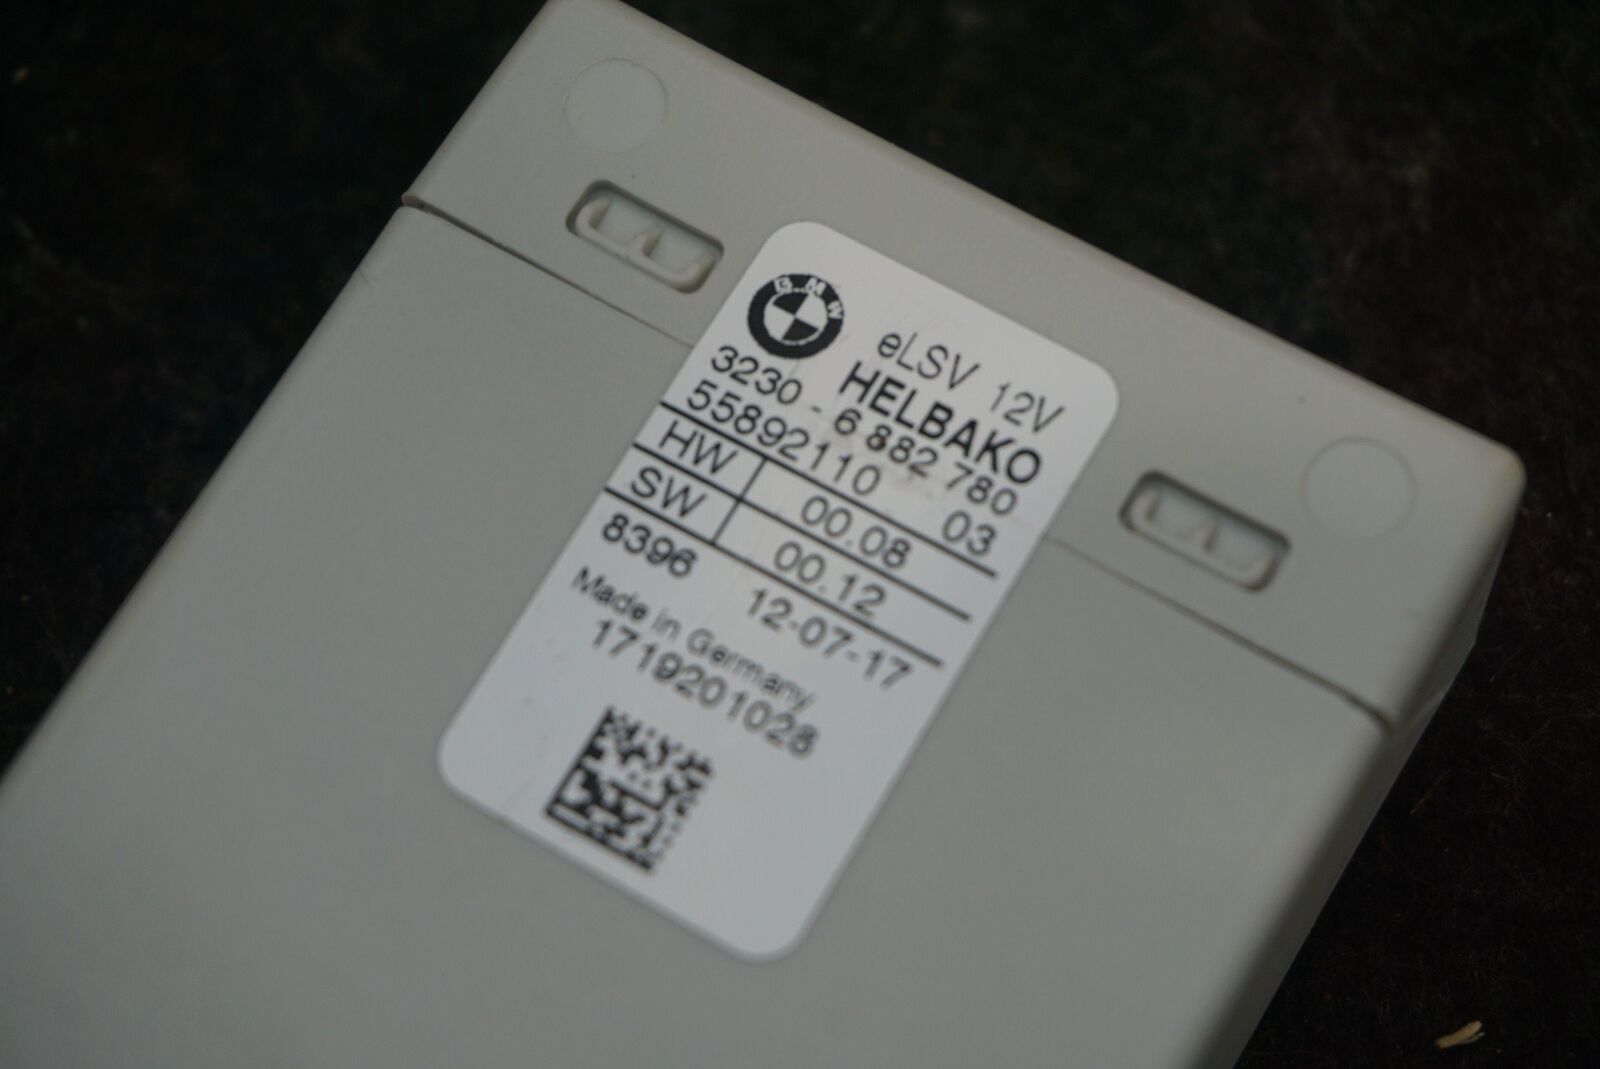 BMW
eLSV 12V
HELBAKO
3230 - 6 882 780
55892110 03
HW 00.08
SW 00.12
8396 12-07-17
Made in Germany
1719201028